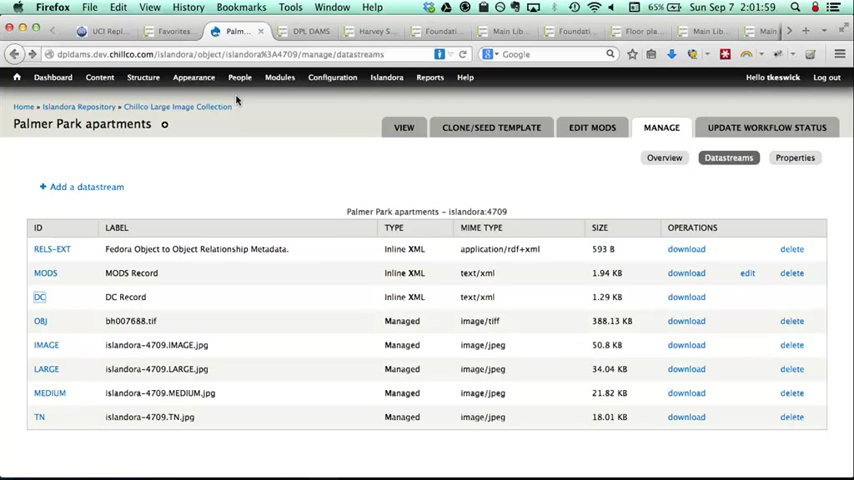 Firefox File Edit View History Bookmarks Tools Window Help 65% Sun Sep 7 2:01:59
UCI Repl... Favorites... Palm... DPL DAMS Harvey S... Foundati... Main Lib... Foundati... Floor pla... Main Lib... Main
dpldams.dev.chillco.com/islandora/object/islandora%3A4709/manage/datastreams Google
Dashboard Content Structure Appearance People Modules Configuration Islandora Reports Help Hello tkeswick Log out
Home » Islandora Repository » Chillco Large Image Collection
Palmer Park apartments
VIEW CLONE/SEED TEMPLATE EDIT MODS MANAGE UPDATE WORKFLOW STATUS
Overview Datastreams Properties
+ Add a datastream
Palmer Park apartments - islandora:4709
ID LABEL TYPE MIME TYPE SIZE OPERATIONS
RELS-EXT Fedora Object to Object Relationship Metadata. Inline XML application/rdf+xml 593 B download delete
MODS MODS Record Inline XML text/xml 1.94 KB download edit delete
DC DC Record Inline XML text/xml 1.29 KB download
OBJ bh007688.tif Managed image/tiff 388.13 KB download delete
IMAGE islandora-4709.IMAGE.jpg Managed image/jpeg 50.8 KB download delete
LARGE islandora-4709.LARGE.jpg Managed image/jpeg 34.04 KB download delete
MEDIUM islandora-4709.MEDIUM.jpg Managed image/jpeg 21.82 KB download delete
TN islandora-4709.TN.jpg Managed image/jpeg 18.01 KB download delete